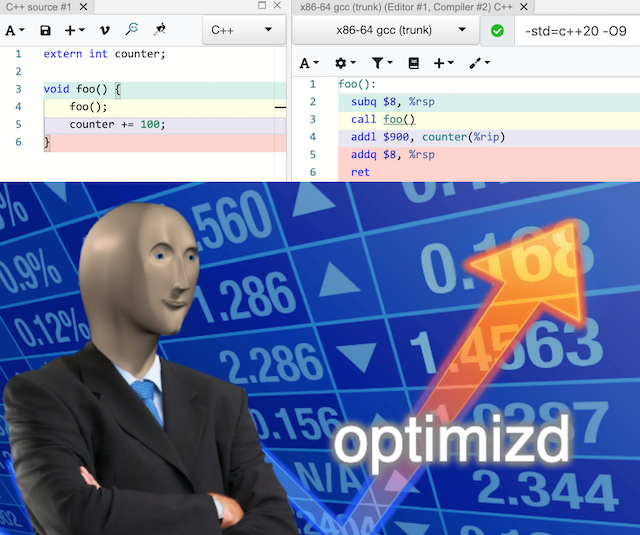 C++ source #1 X
A C++
1 extern int counter;
2
3 void foo() {
4 foo();
5 counter += 100;
6 }
x86-64 gcc (trunk) (Editor #1, Compiler #2) C++ X
x86-64 gcc (trunk) -std=c++20 -O9
A
1 foo():
2 subq $8, %rsp
3 call foo()
4 addl $900, counter(%rip)
5 addq $8, %rsp
6 ret
.560
0.9%
1.286
0.168
0.12%
2.286
1.4563
0.156
optimizd
N/A
2.344